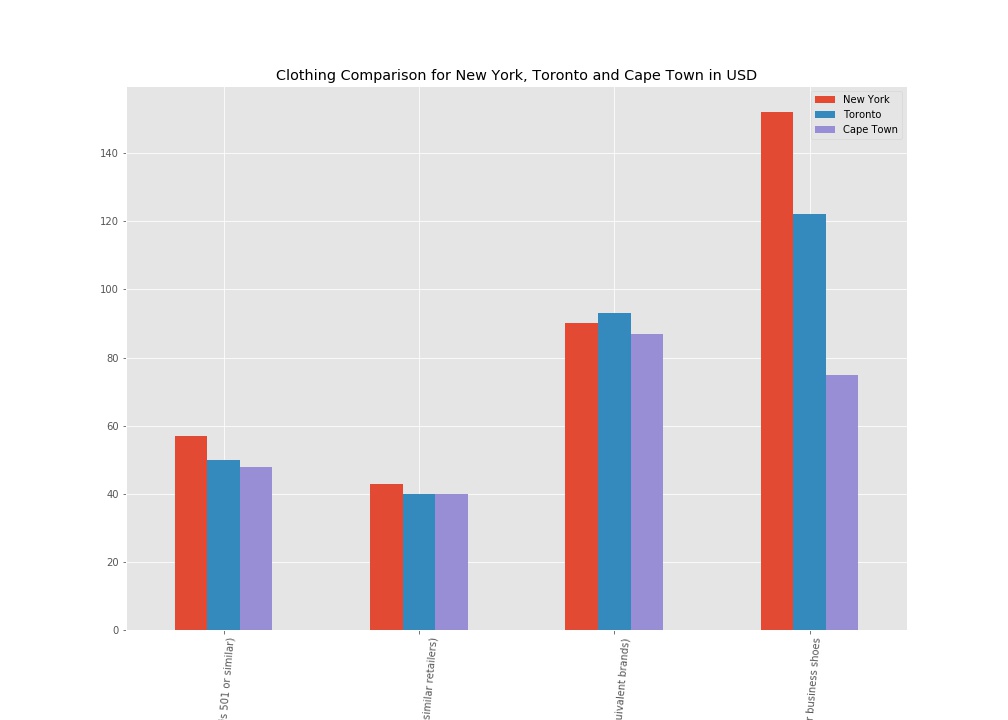 Clothing Comparison for New York, Toronto and Cape Town in USD
New York
Toronto
Cape Town
140
120
100
80
60
40
20
0
501 or similar)
similar retailers)
brands)
business shoes